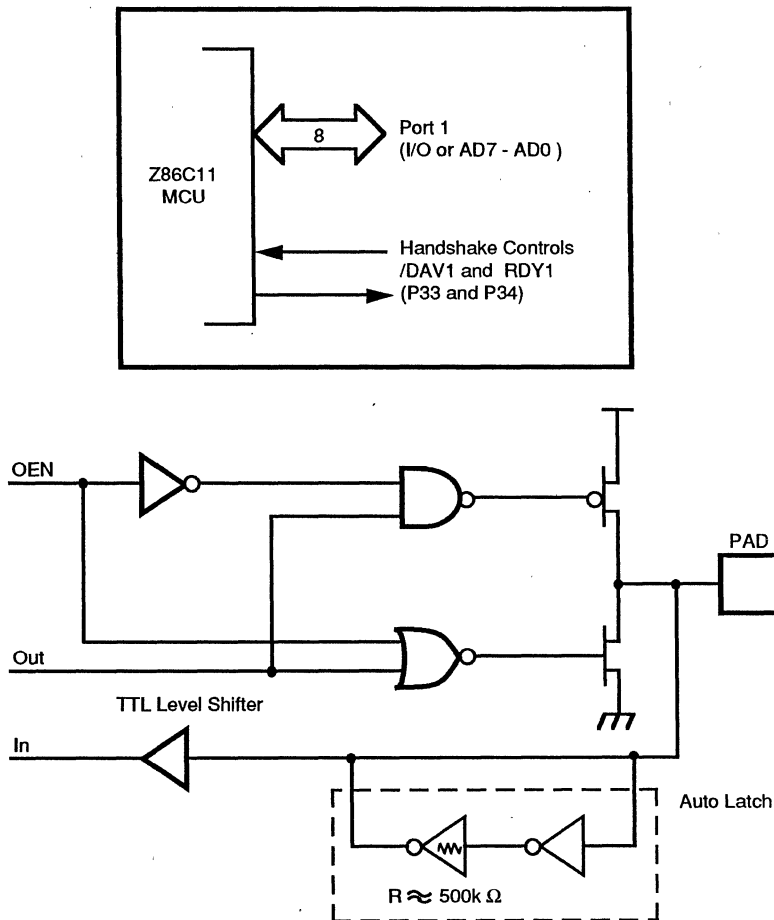 Z86C11
MCU
8
Port 1
(I/O or AD7 - AD0 )
Handshake Controls
/DAV1 and RDY1
(P33 and P34)
OEN
PAD
Out
TTL Level Shifter
In
Auto Latch
R ≈ 500k Ω